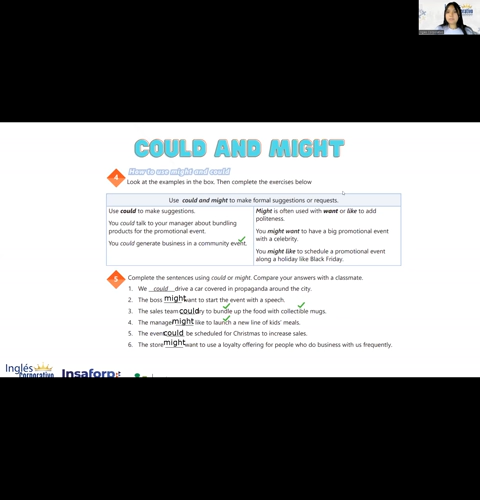 Inglés
corporativo
COULD AND MIGHT
4
How to use might and could
Look at the examples in the box. Then complete the exercises below
Use could and might to make formal suggestions or requests.
Use could to make suggestions.
You could talk to your manager about bundling
products for the promotional event.
You could generate business in a community event.
Might is often used with want or like to add
politeness.
You might want to have a big promotional event
with a celebrity.
You might like to schedule a promotional event
along a holiday like Black Friday.
5
Complete the sentences using could or might. Compare your answers with a classmate.
1. We could drive a car covered in propaganda around the city.
2. The boss might want to start the event with a speech.
3. The sales team could try to bundle up the food with collectible mugs.
4. The manager might like to launch a new line of kids' meals.
5. The event could be scheduled for Christmas to increase sales.
6. The store might want to use a loyalty offering for people who do business with us frequently.
Inglés
corporativo
Insaforp